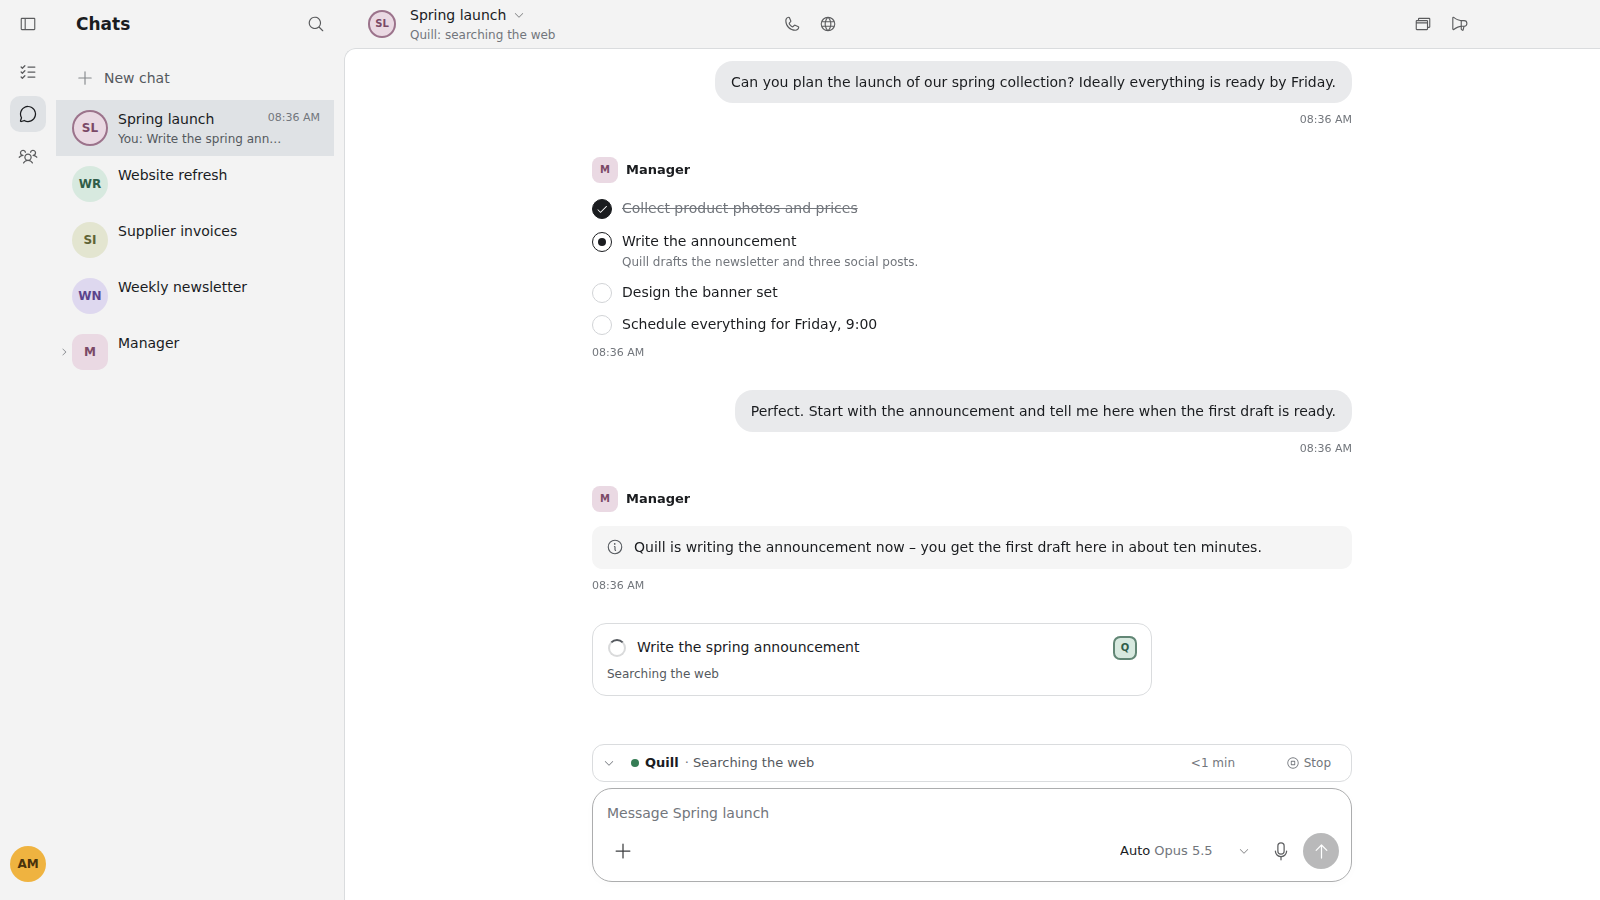 Chats
New chat
SL
Spring launch
08:36 AM
You: Write the spring ann...
WR
Website refresh
SI
Supplier invoices
WN
Weekly newsletter
M
Manager
AM
SL
Spring launch
Quill: searching the web
Can you plan the launch of our spring collection? Ideally everything is ready by Friday.
08:36 AM
M
Manager
Collect product photos and prices
Write the announcement
Quill drafts the newsletter and three social posts.
Design the banner set
Schedule everything for Friday, 9:00
08:36 AM
Perfect. Start with the announcement and tell me here when the first draft is ready.
08:36 AM
M
Manager
Quill is writing the announcement now – you get the first draft here in about ten minutes.
08:36 AM
Write the spring announcement
Q
Searching the web
Quill · Searching the web
<1 min
Stop
Message Spring launch
Auto Opus 5.5